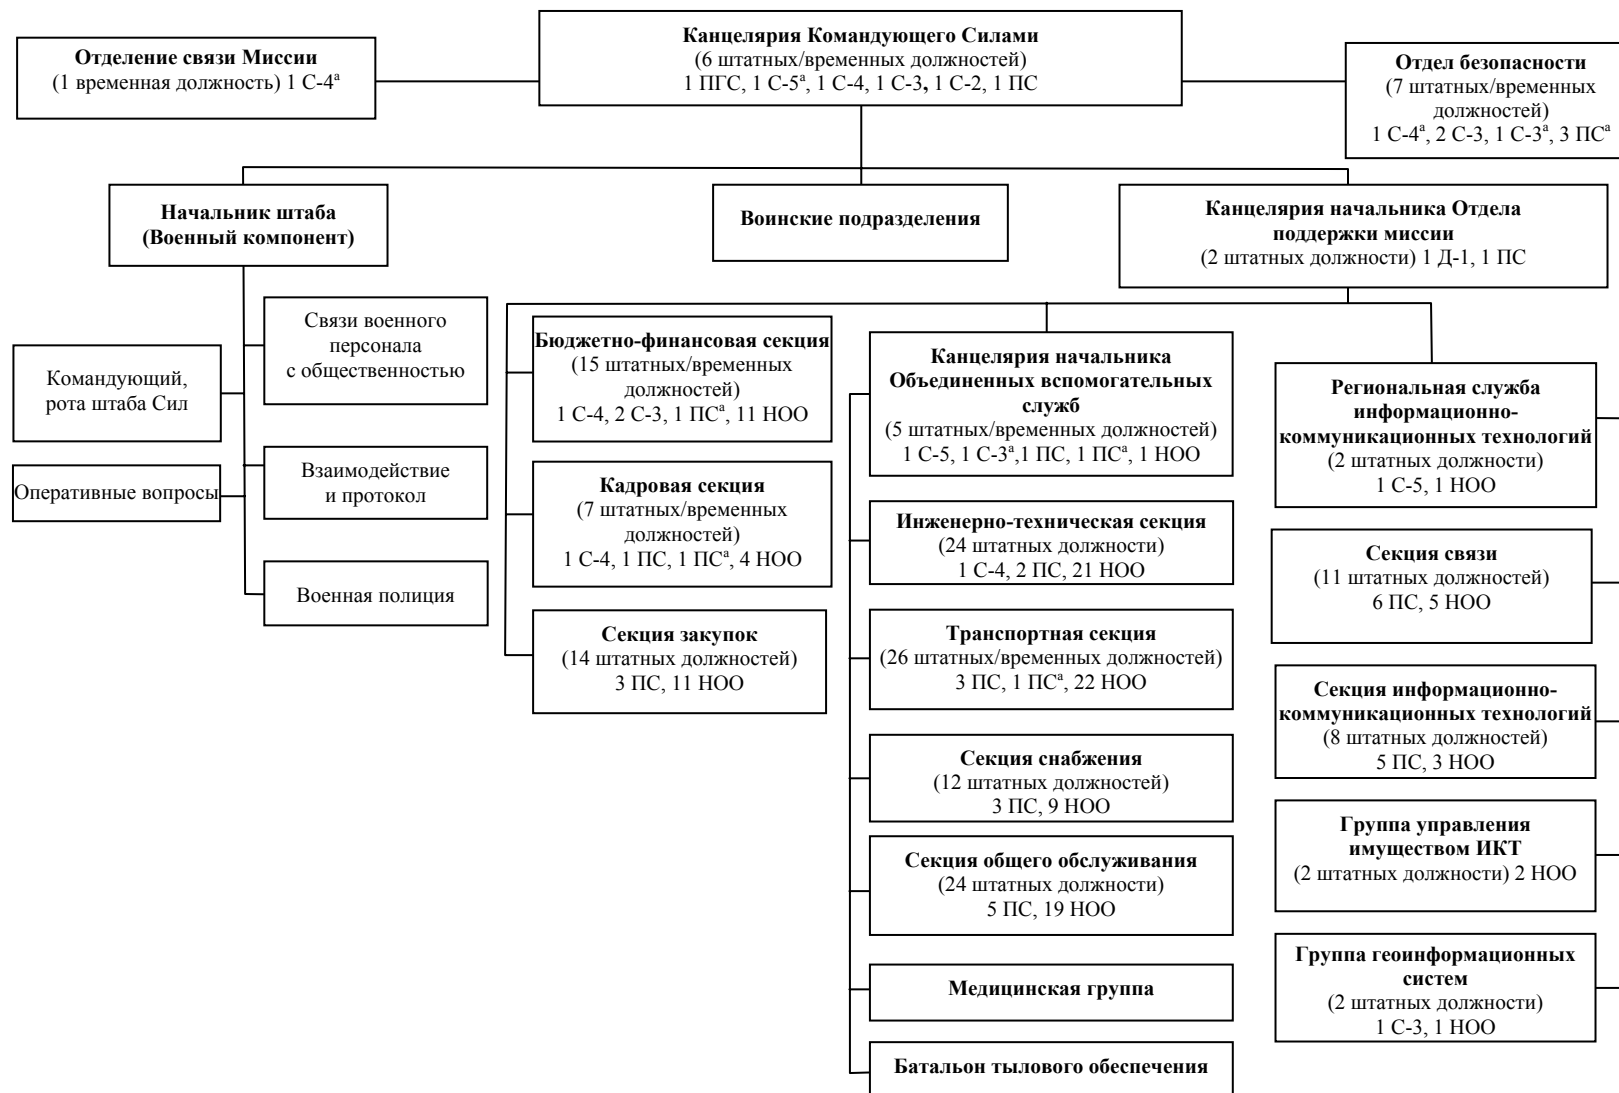 Отделение связи Миссии
(1 временная должность) 1 С-4ª
Канцелярия Командующего Силами
(6 штатных/временных должностей)
1 ПГС, 1 С-5ª, 1 С-4, 1 С-3, 1 С-2, 1 ПС
Отдел безопасности
(7 штатных/временных
должностей)
1 С-4ª, 2 С-3, 1 С-3ª, 3 ПСª
Начальник штаба
(Военный компонент)
Воинские подразделения
Канцелярия начальника Отдела
поддержки миссии
(2 штатных должности) 1 Д-1, 1 ПС
Командующий,
рота штаба Сил
Оперативные вопросы
Связи военного
персонала
с общественностью
Взаимодействие
и протокол
Военная полиция
Бюджетно-финансовая секция
(15 штатных/временных
должностей)
1 С-4, 2 С-3, 1 ПСª, 11 НОО
Кадровая секция
(7 штатных/временных
должностей)
1 С-4, 1 ПС, 1 ПСª, 4 НОО
Секция закупок
(14 штатных должностей)
3 ПС, 11 НОО
Канцелярия начальника
Объединенных вспомогательных
служб
(5 штатных/временных должностей)
1 С-5, 1 С-3ª,1 ПС, 1 ПСª, 1 НОО
Инженерно-техническая секция
(24 штатных должности)
1 С-4, 2 ПС, 21 НОО
Транспортная секция
(26 штатных/временных должностей)
3 ПС, 1 ПСª, 22 НОО
Секция снабжения
(12 штатных должностей)
3 ПС, 9 НОО
Секция общего обслуживания
(24 штатных должности)
5 ПС, 19 НОО
Медицинская группа
Батальон тылового обеспечения
Региональная служба
информационно-
коммуникационных технологий
(2 штатных должности)
1 С-5, 1 НОО
Секция связи
(11 штатных должностей)
6 ПС, 5 НОО
Секция информационно-
коммуникационных технологий
(8 штатных должностей)
5 ПС, 3 НОО
Группа управления
имуществом ИКТ
(2 штатных должности) 2 НОО
Группа геоинформационных
систем
(2 штатных должности)
1 С-3, 1 НОО